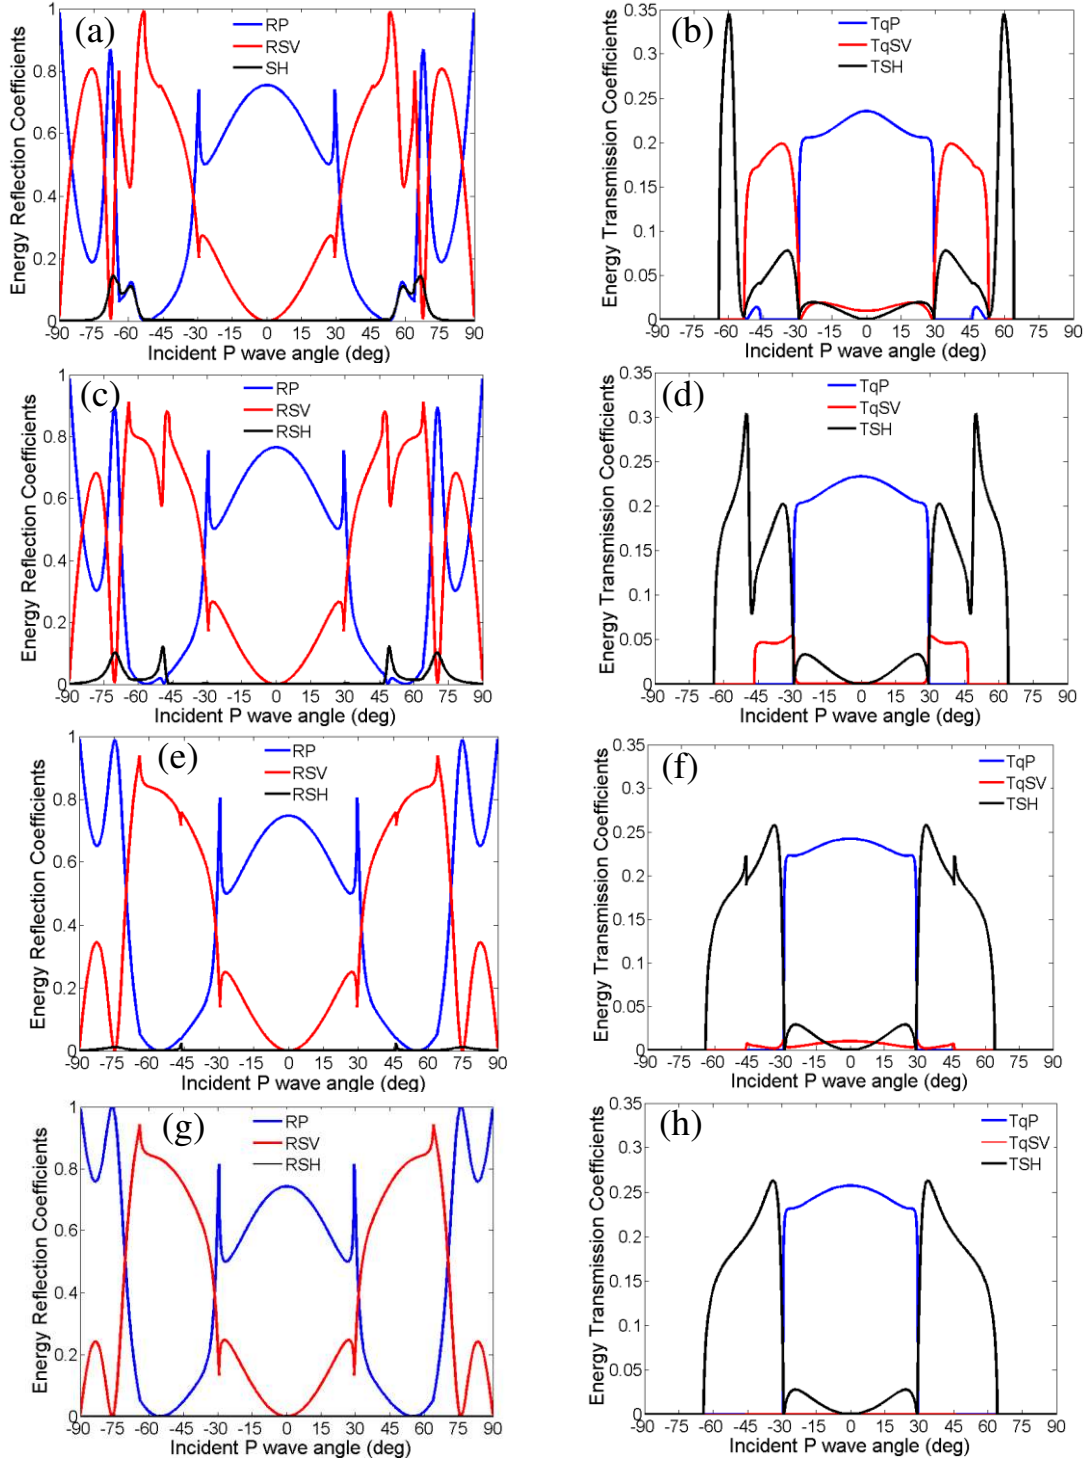 (a)
RP
RSV
SH
Energy Reflection Coefficients
1
0.8
0.6
0.4
0.2
0
-90 -75 -60 -45 -30 -15 0 15 30 45 60 75 90
Incident P wave angle (deg)
(b)
TqP
TqSV
TSH
Energy Transmission Coefficients
0.35
0.3
0.25
0.2
0.15
0.1
0.05
0
-90 -75 -60 -45 -30 -15 0 15 30 45 60 75 90
Incident P wave angle (deg)
(c)
RP
RSV
RSH
Energy Reflection Coefficients
1
0.8
0.6
0.4
0.2
0
-90 -75 -60 -45 -30 -15 0 15 30 45 60 75 90
Incident P wave angle (deg)
(d)
TqP
TqSV
TSH
Energy Transmission Coefficients
0.35
0.3
0.25
0.2
0.15
0.1
0.05
0
-90 -75 -60 -45 -30 -15 0 15 30 45 60 75 90
Incident P wave angle (deg)
(e)
RP
RSV
RSH
Energy Reflection Coefficients
1
0.8
0.6
0.4
0.2
0
-90 -75 -60 -45 -30 -15 0 15 30 45 60 75 90
Incident P wave angle (deg)
(f)
TqP
TqSV
TSH
Energy Transmission Coefficients
0.35
0.3
0.25
0.2
0.15
0.1
0.05
0
-90 -75 -60 -45 -30 -15 0 15 30 45 60 75 90
Incident P wave angle (deg)
(g)
RP
RSV
RSH
Energy Reflection Coefficients
1
0.8
0.6
0.4
0.2
0
-90 -75 -60 -45 -30 -15 0 15 30 45 60 75 90
Incident P wave angle (deg)
(h)
TqP
TqSV
TSH
Energy Transmission Coefficients
0.35
0.3
0.25
0.2
0.15
0.1
0.05
0
-90 -75 -60 -45 -30 -15 0 15 30 45 60 75 90
Incident P wave angle (deg)